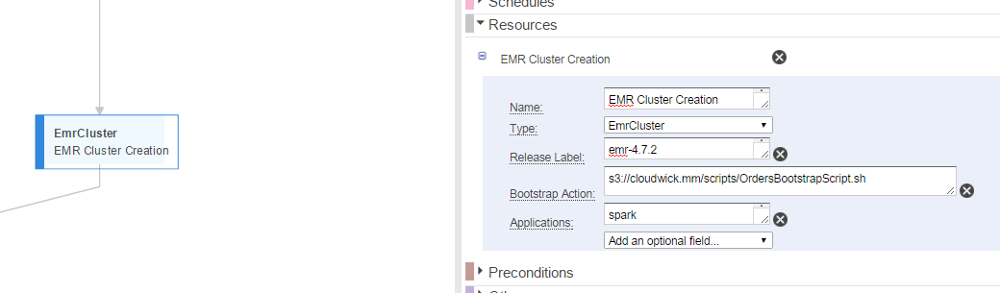 Schedules
Resources
EMR Cluster Creation
EmrCluster
EMR Cluster Creation
Name:
EMR Cluster Creation
Type:
EmrCluster
Release Label:
emr-4.7.2
Bootstrap Action:
s3://cloudwick.mm/scripts/OrdersBootstrapScript.sh
Applications:
spark
Add an optional field...
Preconditions